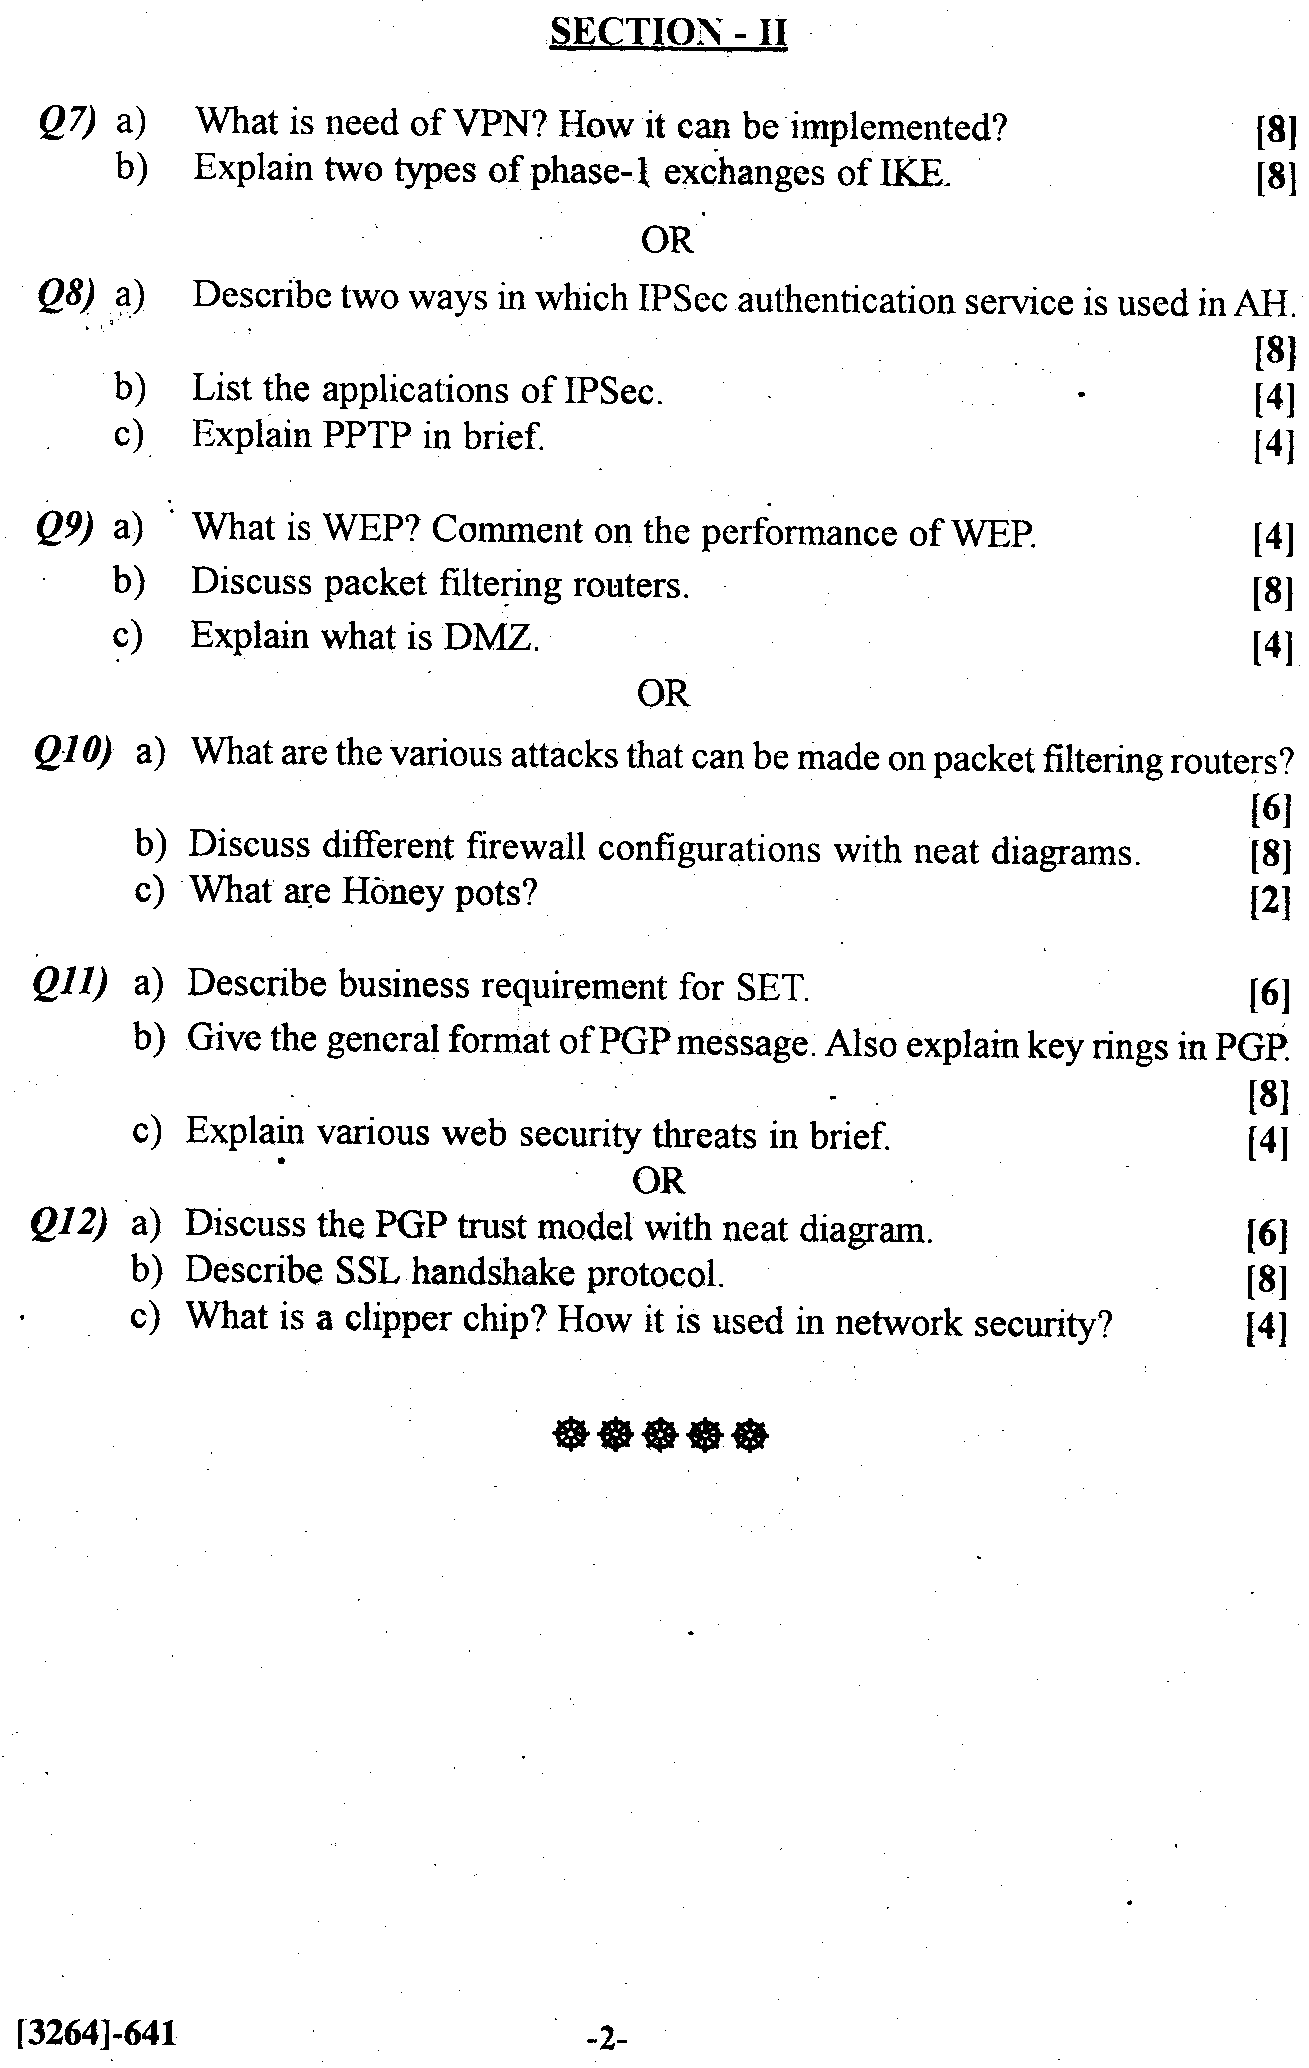 SECTION - II
Q7) a) What is need of VPN? How it can be implemented? [8]
b) Explain two types of phase-1 exchanges of IKE. [8]
OR
Q8) a) Describe two ways in which IPSec authentication service is used in AH.
[8]
b) List the applications of IPSec. [4]
c) Explain PPTP in brief. [4]
Q9) a) What is WEP? Comment on the performance of WEP. [4]
b) Discuss packet filtering routers. [8]
c) Explain what is DMZ. [4]
OR
Q10) a) What are the various attacks that can be made on packet filtering routers?
[6]
b) Discuss different firewall configurations with neat diagrams. [8]
c) What are Honey pots? [2]
Q11) a) Describe business requirement for SET. [6]
b) Give the general format of PGP message. Also explain key rings in PGP.
[8]
c) Explain various web security threats in brief. [4]
OR
Q12) a) Discuss the PGP trust model with neat diagram. [6]
b) Describe SSL handshake protocol. [8]
c) What is a clipper chip? How it is used in network security? [4]
[3264]-641 -2-